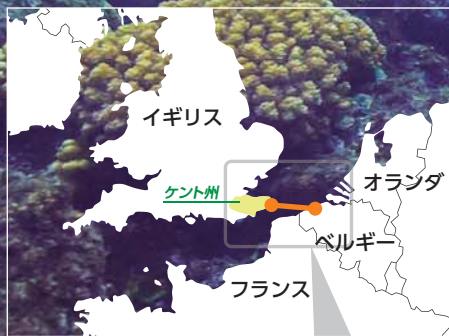 イギリス
オランダ
ケント州
ベルギー
フランス